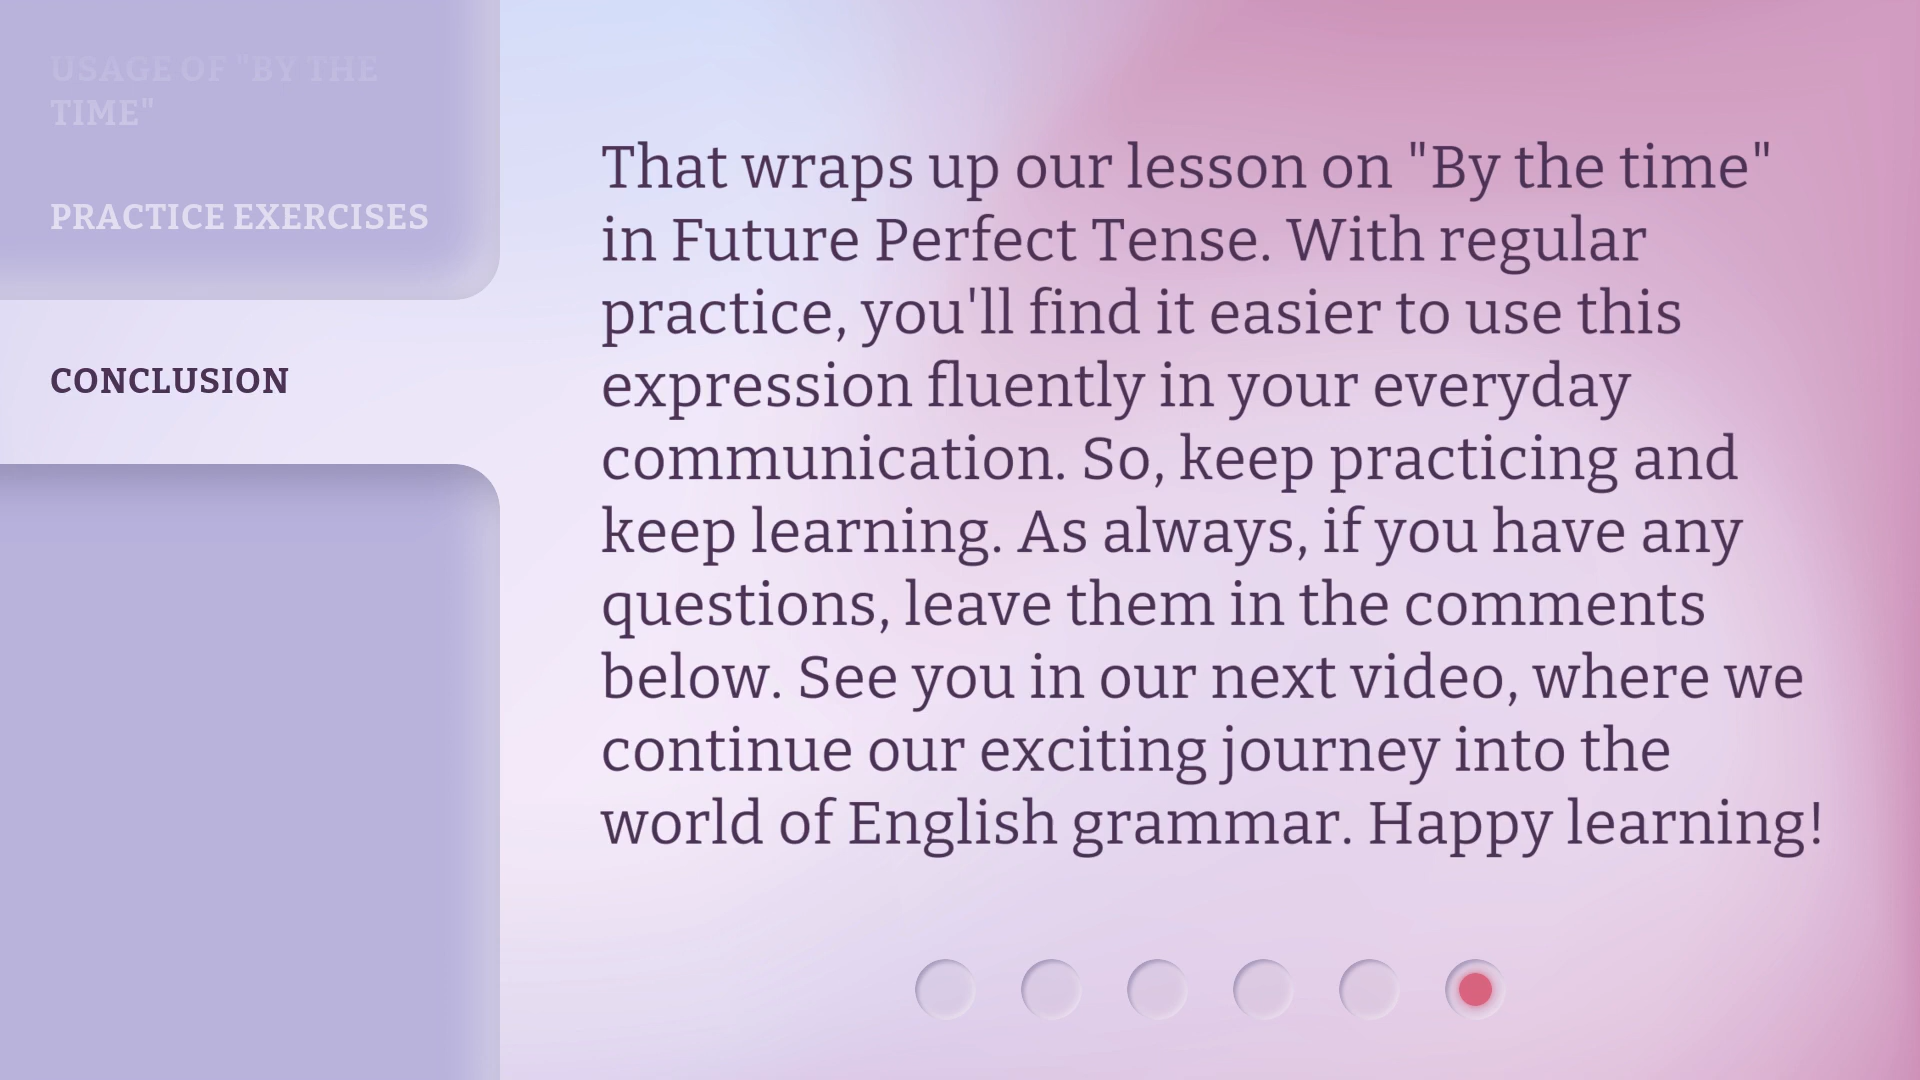 USAGE OF "BY THE
TIME"
PRACTICE EXERCISES
CONCLUSION
That wraps up our lesson on "By the time"
in Future Perfect Tense. With regular
practice, you'll find it easier to use this
expression fluently in your everyday
communication. So, keep practicing and
keep learning. As always, if you have any
questions, leave them in the comments
below. See you in our next video, where we
continue our exciting journey into the
world of English grammar. Happy learning!